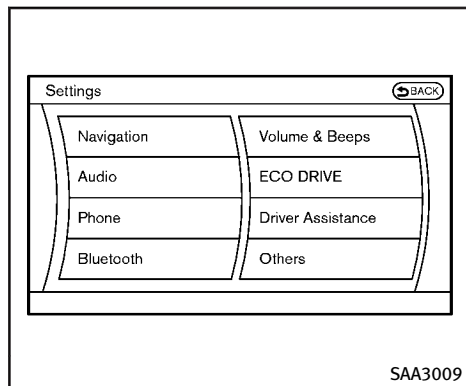 Settings
BACK
Navigation
Volume & Beeps
Audio
ECO DRIVE
Phone
Driver Assistance
Bluetooth
Others
SAA3009